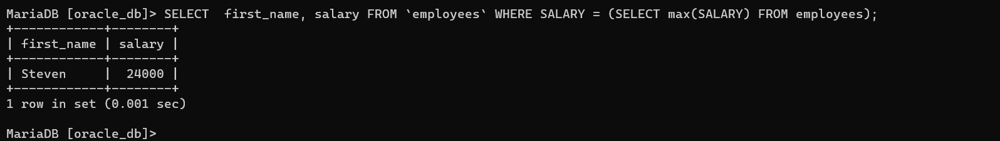 MariaDB [oracle_db]> SELECT  first_name, salary FROM `employees` WHERE SALARY = (SELECT max(SALARY) FROM employees);
+------------+--------+
| first_name | salary |
+------------+--------+
| Steven     |  24000 |
+------------+--------+
1 row in set (0.001 sec)
MariaDB [oracle_db]>